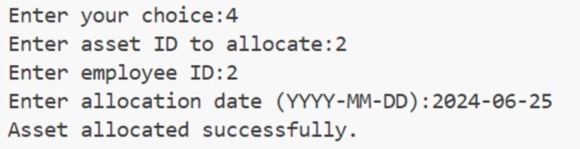 Enter your choice:4
Enter asset ID to allocate:2
Enter employee ID:2
Enter allocation date (YYYY-MM-DD):2024-06-25
Asset allocated successfully.